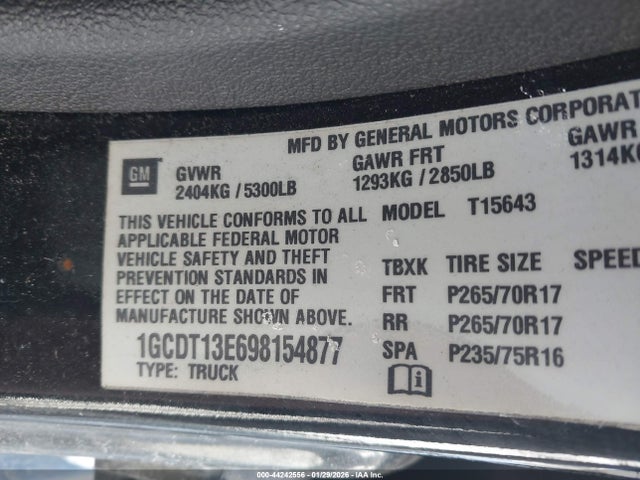 MFD BY GENERAL MOTORS CORPORAT
GM
GVWR GAWR FRT GAWR
2404KG / 5300LB 1293KG / 2850LB 1314KG
THIS VEHICLE CONFORMS TO ALL MODEL T15643
APPLICABLE FEDERAL MOTOR
VEHICLE SAFETY AND THEFT TBXK TIRE SIZE SPEED
PREVENTION STANDARDS IN
EFFECT ON THE DATE OF FRT P265/70R17
MANUFACTURE SHOWN ABOVE. RR P265/70R17
1GCDT13E698154877 SPA P235/75R16
TYPE: TRUCK
000-44242556 - 01/29/2026 - IAAI.COM